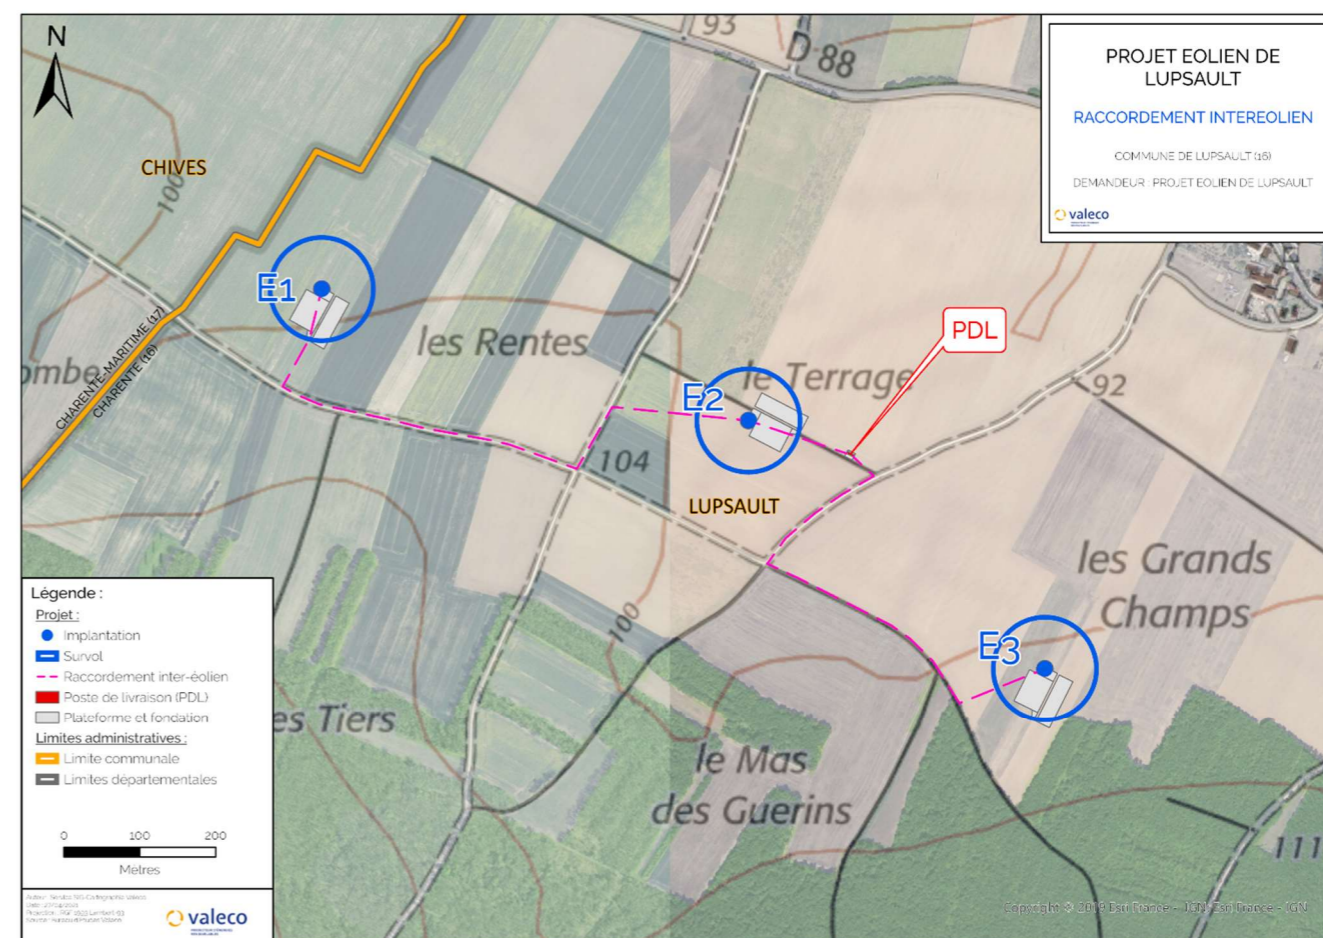 N
93
D 88
PROJET EOLIEN DE
LUPSAULT
RACCORDEMENT INTEREOLIEN
COMMUNE DE LUPSAULT (16)
DEMANDEUR : PROJET EOLIEN DE LUPSAULT
valeco
CHIVES
100
E1
les Rentes
PDL
CHARENTE-MARITIME (17)
CHARENTE (16)
ombe
E2
le Terrage
92
104
LUPSAULT
les Grands
Champs
100
E3
es Tiers
le Mas
des Guerins
111
Légende :
Projet :
Implantation
Survol
Raccordement inter-éolien
Poste de livraison (PDL)
Plateforme et fondation
Limites administratives :
Limite communale
Limites départementales
0 100 200
Mètres
valeco
Copyright © 2019 Esri France - IGN, Esri France - IGN